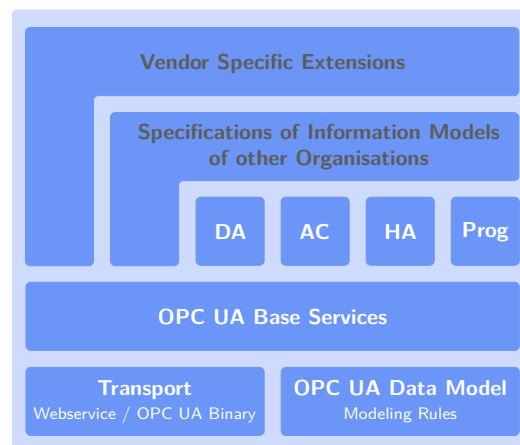 Vendor Specific Extensions
Specifications of Information Models
of other Organisations
DA
AC
HA
Prog
OPC UA Base Services
Transport
Webservice / OPC UA Binary
OPC UA Data Model
Modeling Rules